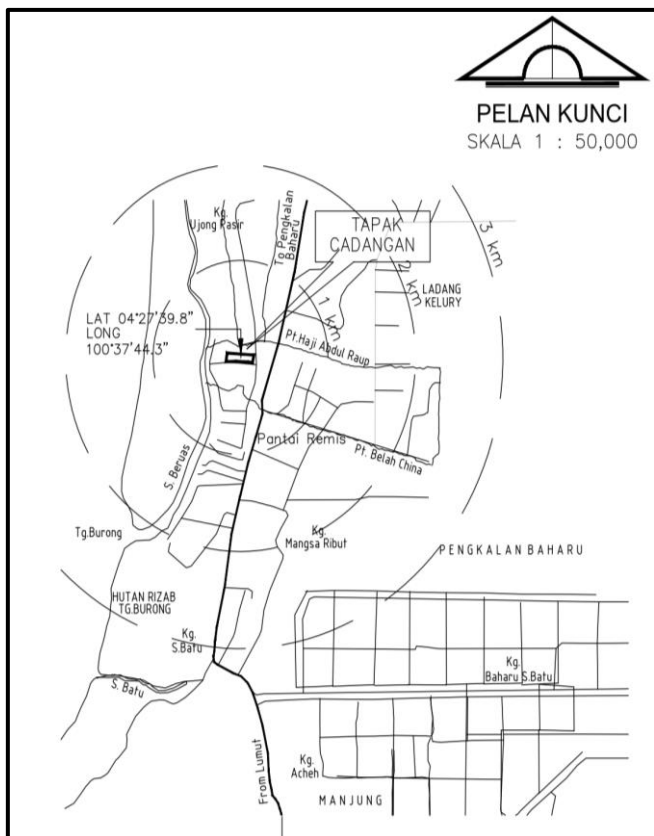 PELAN KUNCI
SKALA 1 : 50,000
Kg.
Ujong Pasir
To Pengkalan
Baharu
TAPAK
CADANGAN
3 km
2 km
1 km
LADANG
KELURY
LAT 04°27'39.8"
LONG
100°37'44.3"
Pt.Haji Abdul Raup
Pantai Remis
Pt. Belah China
S. Beruas
Tg.Burong
Kg.
Mangsa Ribut
PENGKALAN BAHARU
HUTAN RIZAB
TG.BURONG
Kg.
S.Batu
Kg.
Baharu S.Batu
S. Batu
From Lumut
Kg.
Acheh
MANJUNG